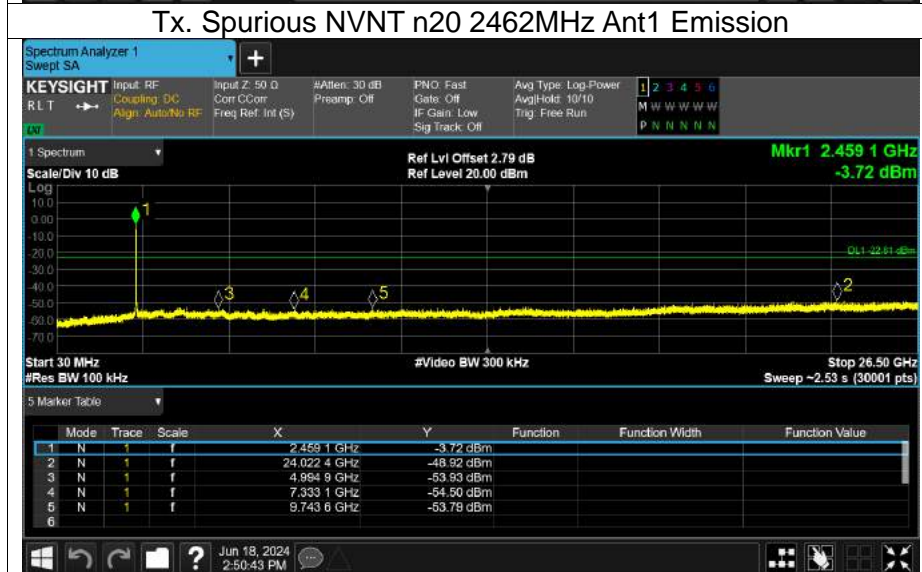 Tx. Spurious NVNT n20 2462MHz Ant1 Emission
Spectrum Analyzer 1
Swept SA
+
KEYSIGHT Input: RF Input Z: 50 Ω #Atten: 30 dB PNO: Fast Avg Type: Log-Power 1 2 3 4 5 6
RLT Coupling: DC Corr CCorr Preamp: Off Gate: Off Avg|Hold: 10/10 M W W W W W
Align: Auto/No RF Freq Ref: Int (S) IF Gain: Low Trig: Free Run
LXI Sig Track: Off P N N N N N
1 Spectrum Ref Lvl Offset 2.79 dB Mkr1 2.459 1 GHz
Scale/Div 10 dB Ref Level 20.00 dBm -3.72 dBm
Log
10.0
1
0.00
-10.0
-20.0 DL1 -22.81 dBm
-30.0
-40.0
3 4 5 2
-50.0
-60.0
-70.0
Start 30 MHz #Video BW 300 kHz Stop 26.50 GHz
#Res BW 100 kHz Sweep ~2.53 s (30001 pts)
5 Marker Table
Mode Trace Scale X Y Function Function Width Function Value
1 N 1 f 2.459 1 GHz -3.72 dBm
2 N 1 f 24.022 4 GHz -48.92 dBm
3 N 1 f 4.994 9 GHz -53.93 dBm
4 N 1 f 7.333 1 GHz -54.50 dBm
5 N 1 f 9.743 6 GHz -53.79 dBm
6
? Jun 18, 2024
2:50:43 PM